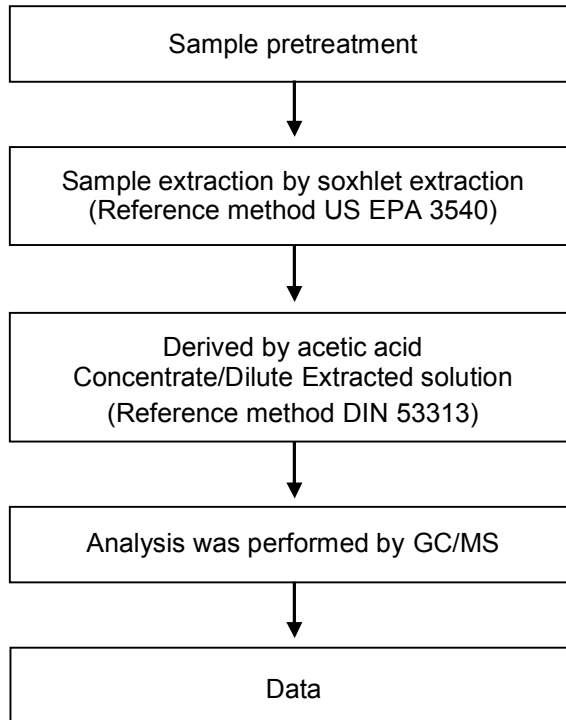 Sample pretreatment
Sample extraction by soxhlet extraction
(Reference method US EPA 3540)
Derived by acetic acid
Concentrate/Dilute Extracted solution
(Reference method DIN 53313)
Analysis was performed by GC/MS
Data